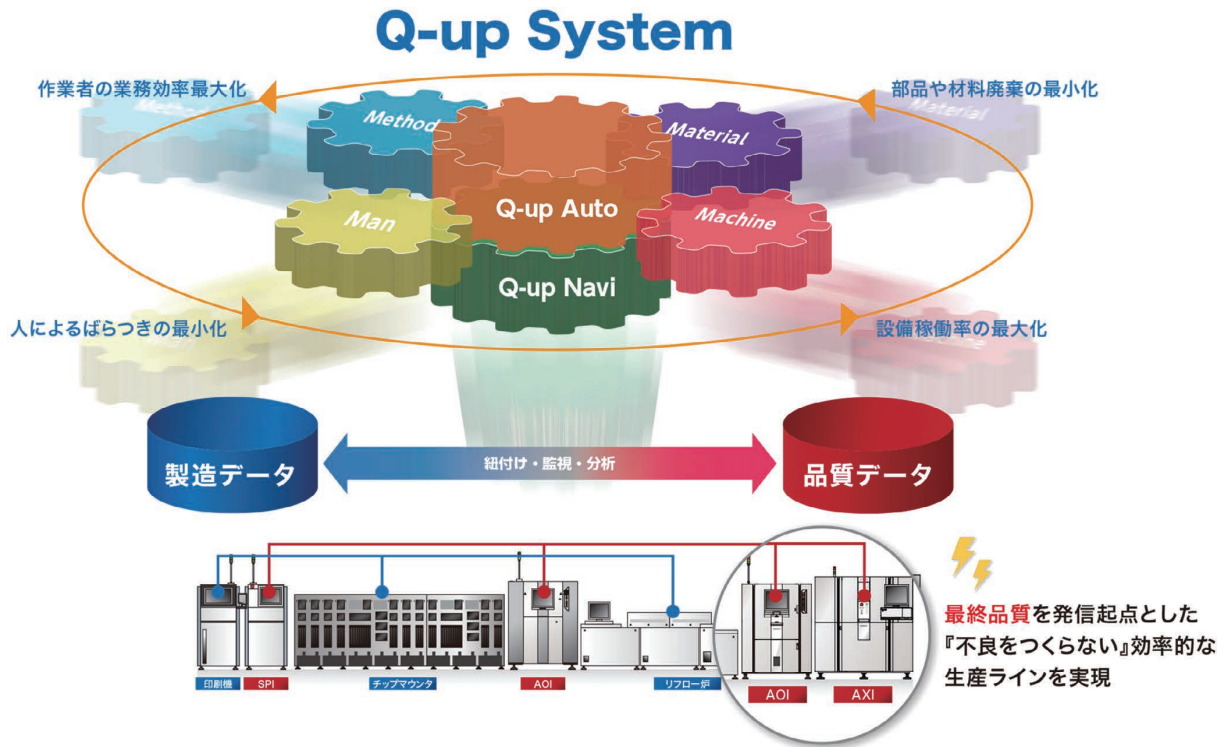 Q-up System
作業者の業務効率最大化
部品や材料廃棄の最小化
Method
Material
Method
Material
Man
Q-up Auto
Machine
Q-up Navi
人によるばらつきの最小化
設備稼働率の最大化
製造データ
紐付け・監視・分析
品質データ
最終品質を発信起点とした
『不良をつくらない』効率的な
生産ラインを実現
印刷機
SPI
チップマウンタ
AOI
リフロー炉
AOI
AXI